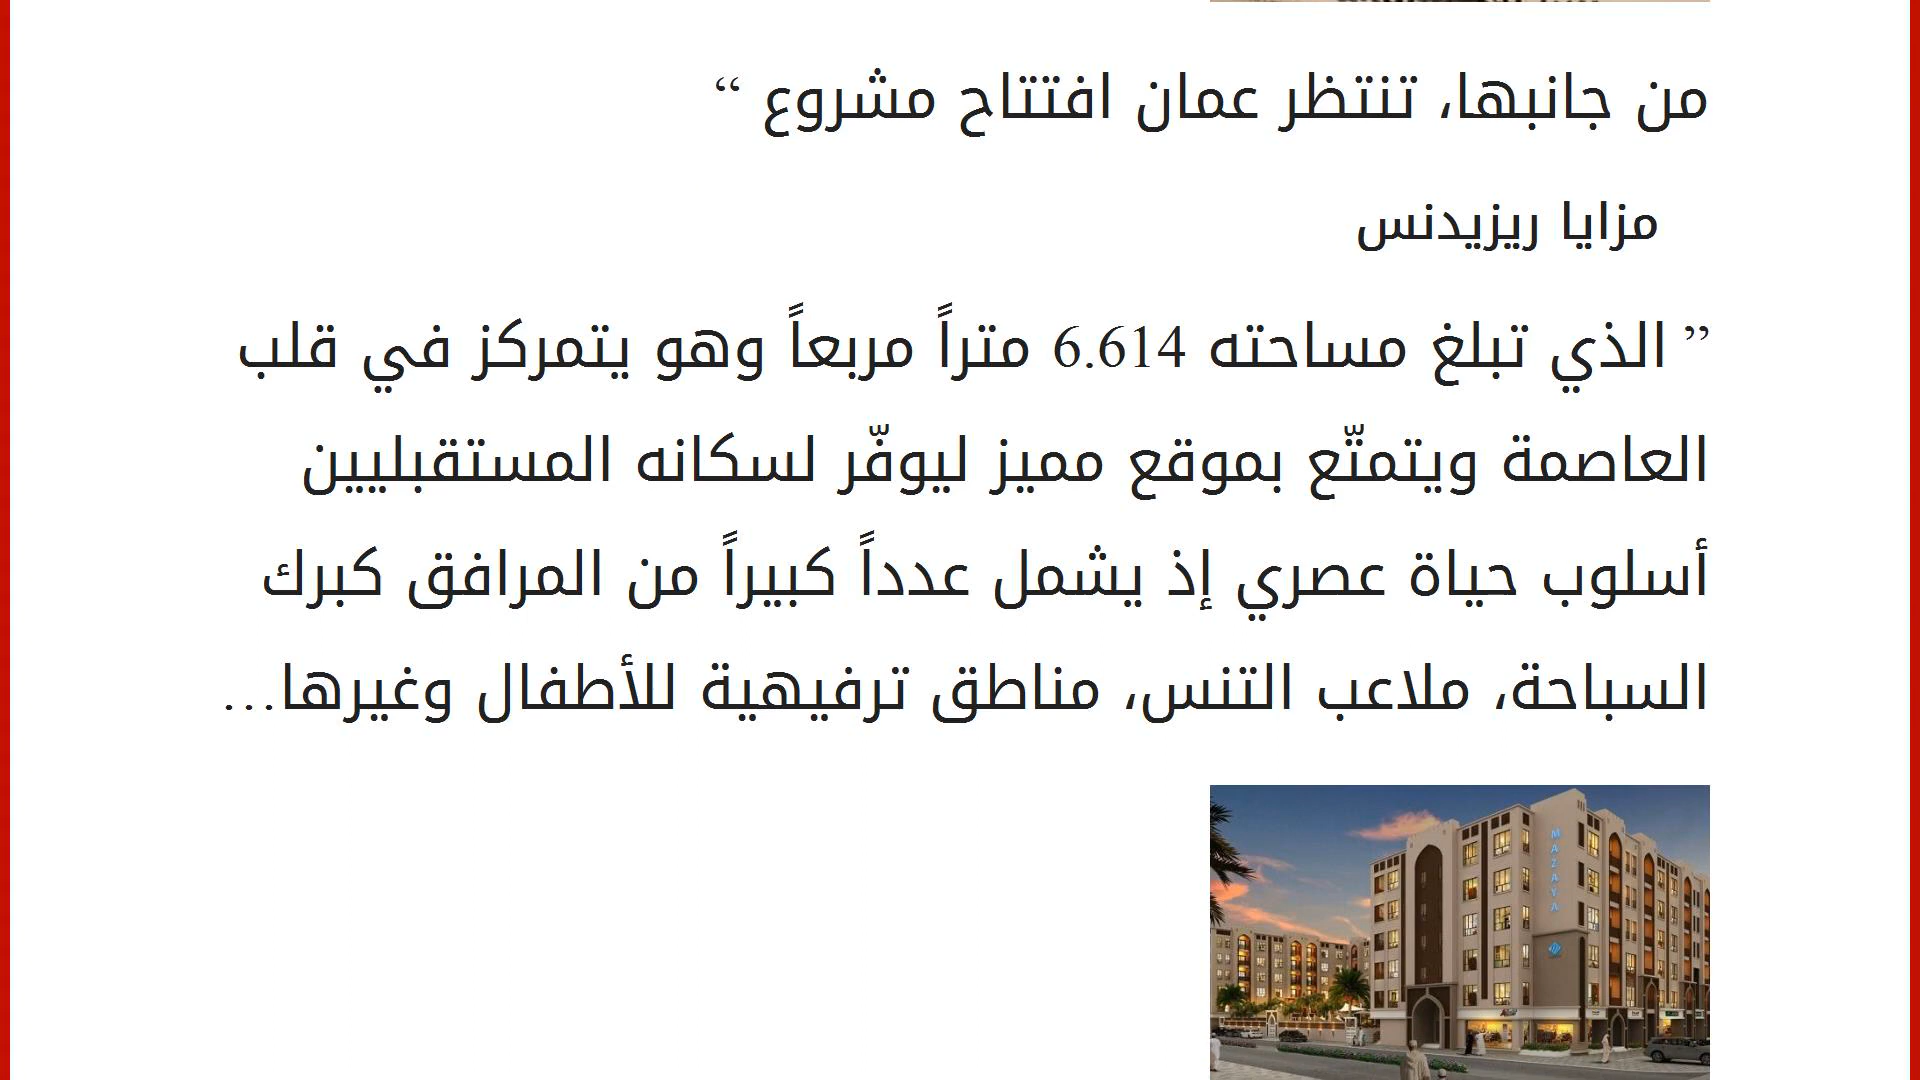 من جانبها، تنتظر عمان افتتاح مشروع “
مزايا ريزيدنس
” الذي تبلغ مساحته 6.614 متراً مربعاً وهو يتمركز في قلب
العاصمة ويتمتّع بموقع مميز ليوفّر لسكانه المستقبليين
أسلوب حياة عصري إذ يشمل عدداً كبيراً من المرافق كبرك
السباحة، ملاعب التنس، مناطق ترفيهية للأطفال وغيرها…
MAZAYA